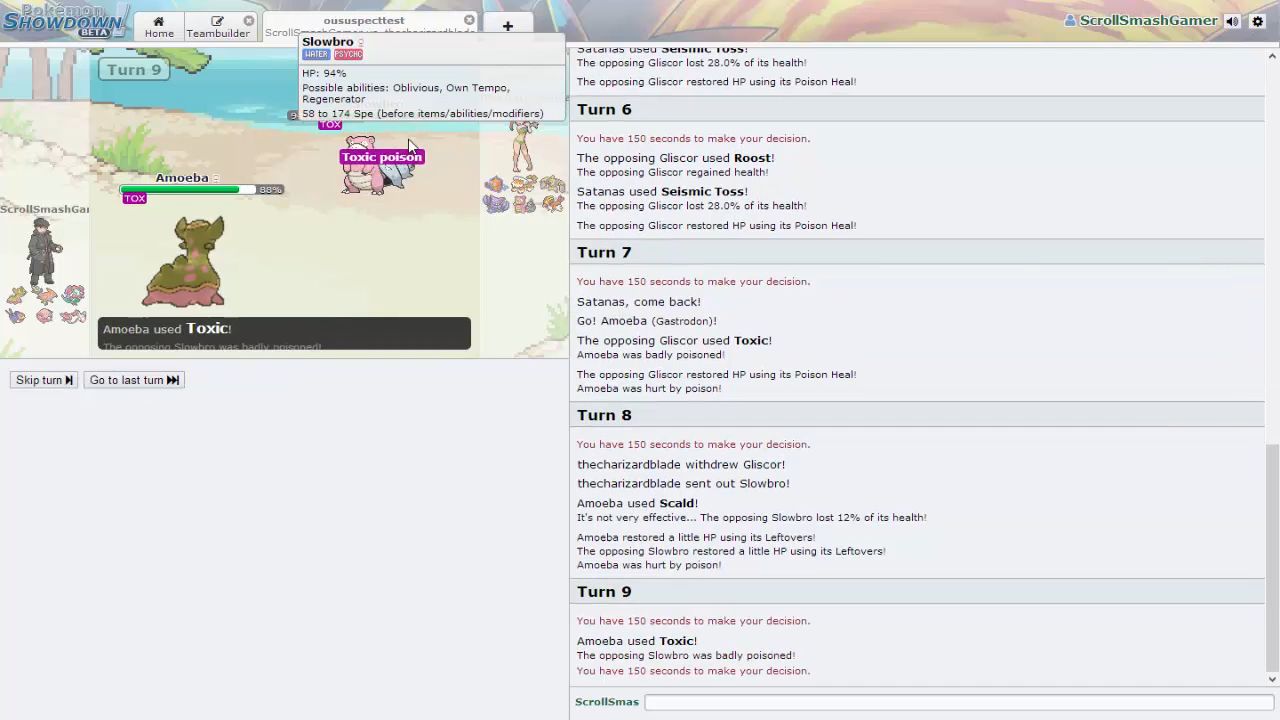 Pokémon
Showdown
BETA
Home
Teambuilder
oususpecttest
ScrollSmashGamer
Slowbro
WATER PSYCHC
HP: 94%
Possible abilities: Oblivious, Own Tempo,
Regenerator
58 to 174 Spe (before items/abilities/modifiers)
Turn 9
TOX
Toxic poison
Amoeba
88%
TOX
ScrollSmashGar
Amoeba used Toxic!
The opposing Slowbro was badly poisoned!
Skip turn
Go to last turn
Satanas used Seismic Toss!
The opposing Gliscor lost 28.0% of its health!
The opposing Gliscor restored HP using its Poison Heal!
Turn 6
You have 150 seconds to make your decision.
The opposing Gliscor used Roost!
The opposing Gliscor regained health!
Satanas used Seismic Toss!
The opposing Gliscor lost 28.0% of its health!
The opposing Gliscor restored HP using its Poison Heal!
Turn 7
You have 150 seconds to make your decision.
Satanas, come back!
Go! Amoeba (Gastrodon)!
The opposing Gliscor used Toxic!
Amoeba was badly poisoned!
The opposing Gliscor restored HP using its Poison Heal!
Amoeba was hurt by poison!
Turn 8
You have 150 seconds to make your decision.
thecharizardblade withdrew Gliscor!
thecharizardblade sent out Slowbro!
Amoeba used Scald!
It's not very effective... The opposing Slowbro lost 12% of its health!
Amoeba restored a little HP using its Leftovers!
The opposing Slowbro restored a little HP using its Leftovers!
Amoeba was hurt by poison!
Turn 9
You have 150 seconds to make your decision.
Amoeba used Toxic!
The opposing Slowbro was badly poisoned!
You have 150 seconds to make your decision.
ScrollSmas